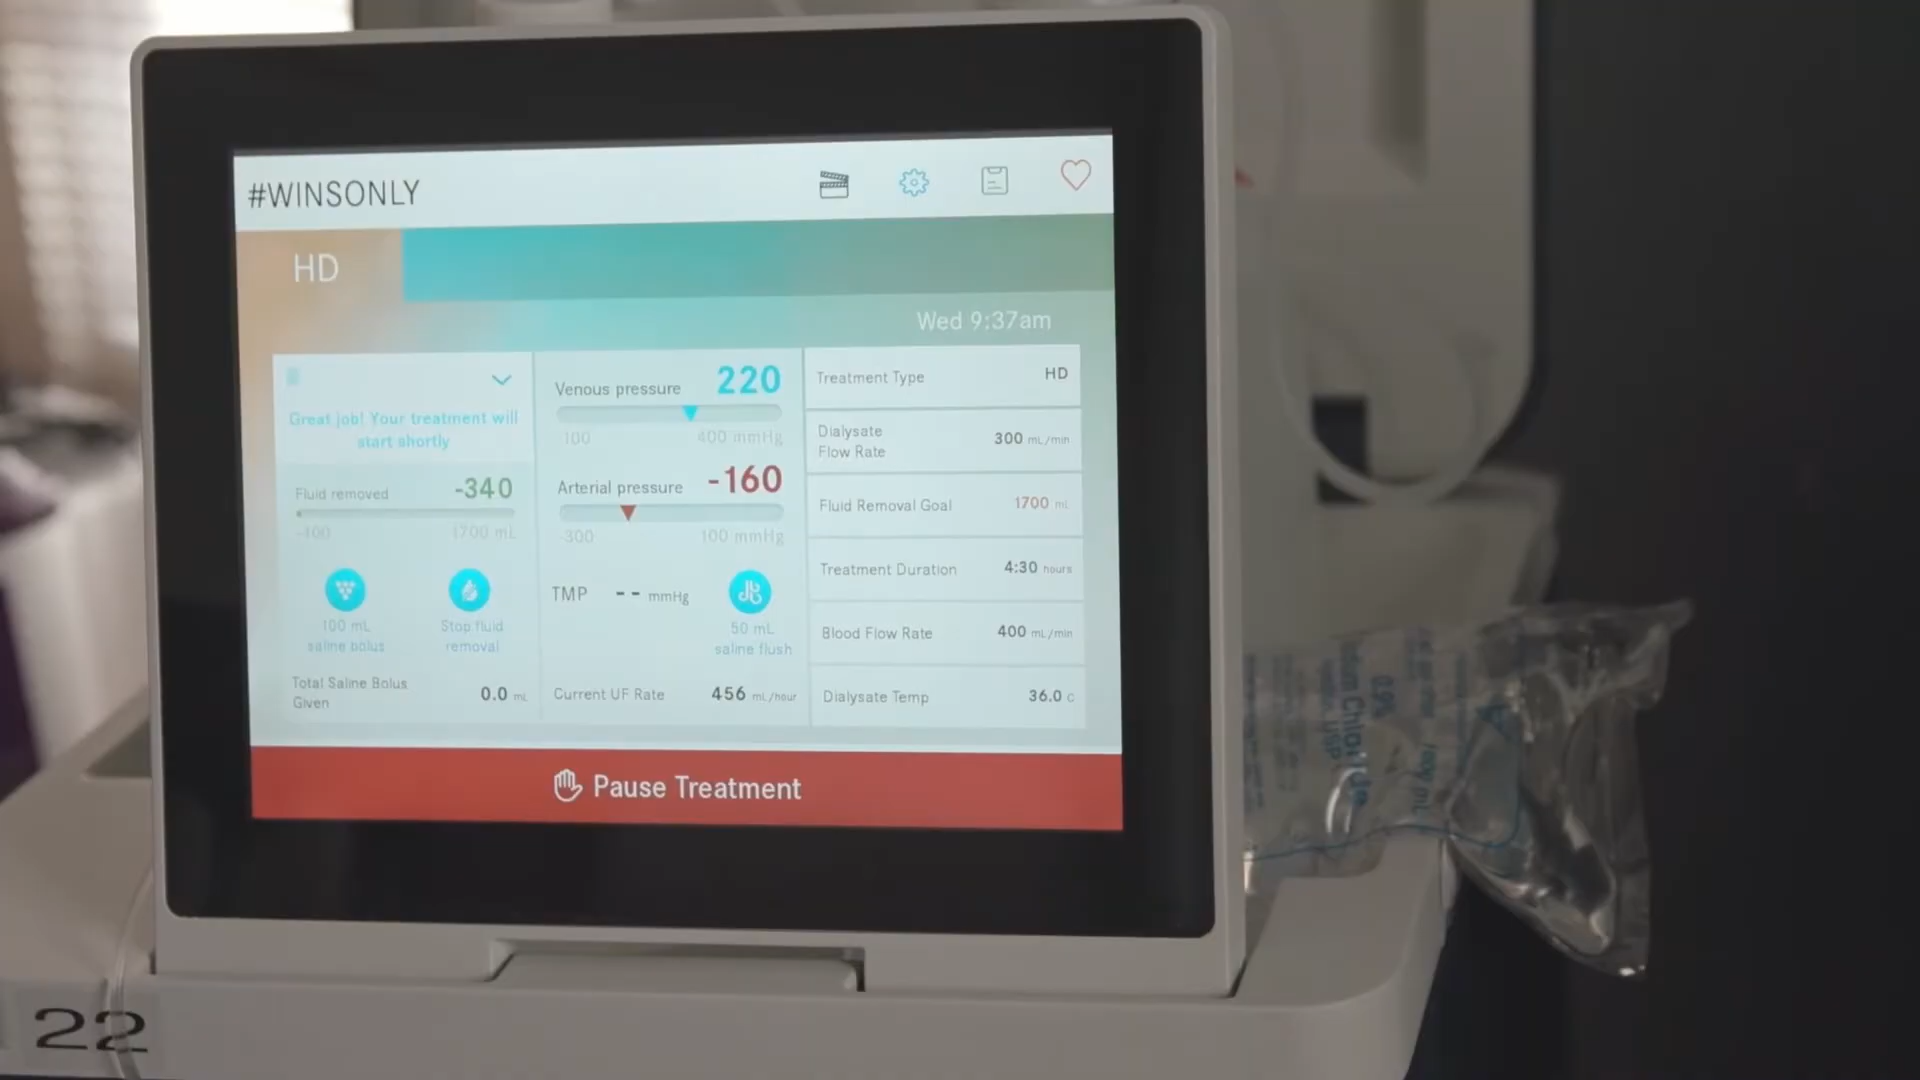 #WINSONLY
HD
Wed 9:37am
Great job! Your treatment will
start shortly
Fluid removed -340
-400 1700 mL
100 mL
saline bolus
Stop fluid
removal
Total Saline Bolus
Given 0.0 mL
Venous pressure 220
-100 400 mmHg
Arterial pressure -160
-300 100 mmHg
TMP -- mmHg
50 mL
saline flush
Current UF Rate 456 mL/hour
Treatment Type HD
Dialysate
Flow Rate 300 mL/min
Fluid Removal Goal 1700 mL
Treatment Duration 4:30 hours
Blood Flow Rate 400 mL/min
Dialysate Temp 36.0 C
Pause Treatment
22
0.9%